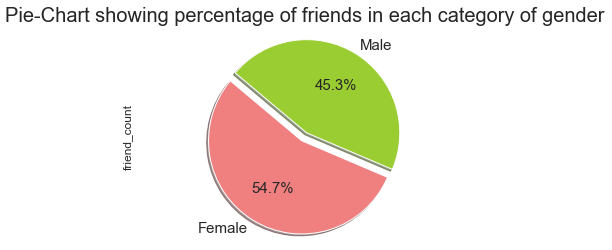 Pie-Chart showing percentage of friends in each category of gender
Male
45.3%
friend_count
54.7%
Female